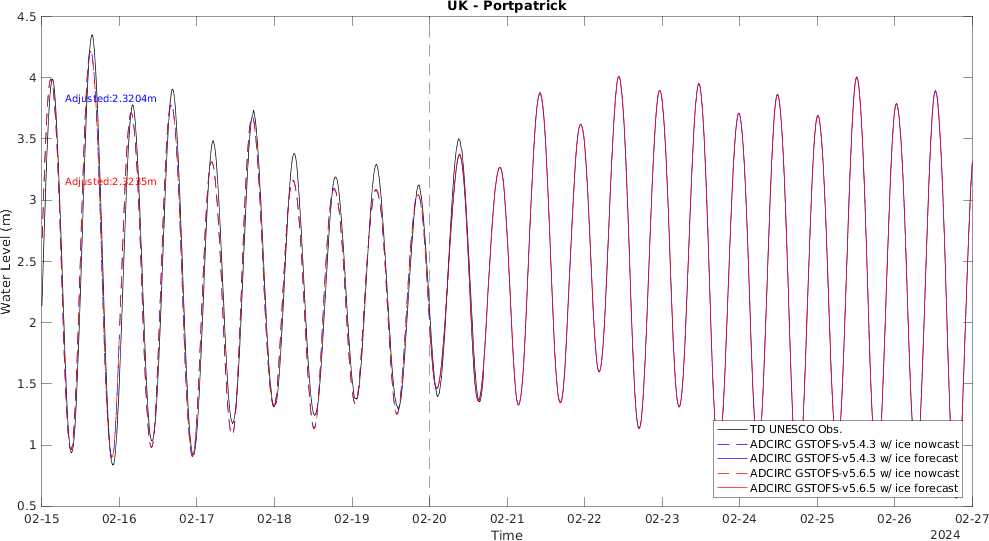 UK - Portpatrick
4.5
4
3.5
3
2.5
2
1.5
1
0.5
Water Level (m)
Adjusted:2.3204m
Adjusted:2.3235m
TD UNESCO Obs.
ADCIRC GSTOFS-v5.4.3 w/ ice nowcast
ADCIRC GSTOFS-v5.4.3 w/ ice forecast
ADCIRC GSTOFS-v5.6.5 w/ ice nowcast
ADCIRC GSTOFS-v5.6.5 w/ ice forecast
02-15 02-16 02-17 02-18 02-19 02-20 02-21 02-22 02-23 02-24 02-25 02-26 02-27
Time
2024